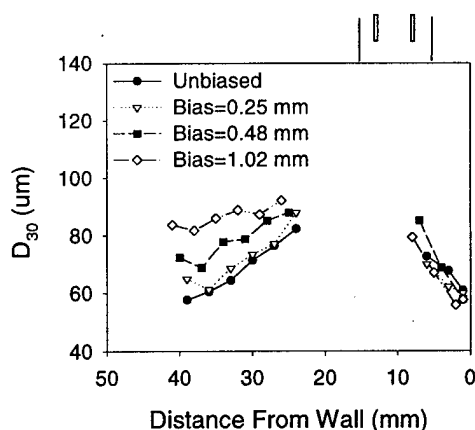 140
120
100
80
60
40
D30 (um)
Unbiased
Bias=0.25 mm
Bias=0.48 mm
Bias=1.02 mm
50 40 30 20 10 0
Distance From Wall (mm)